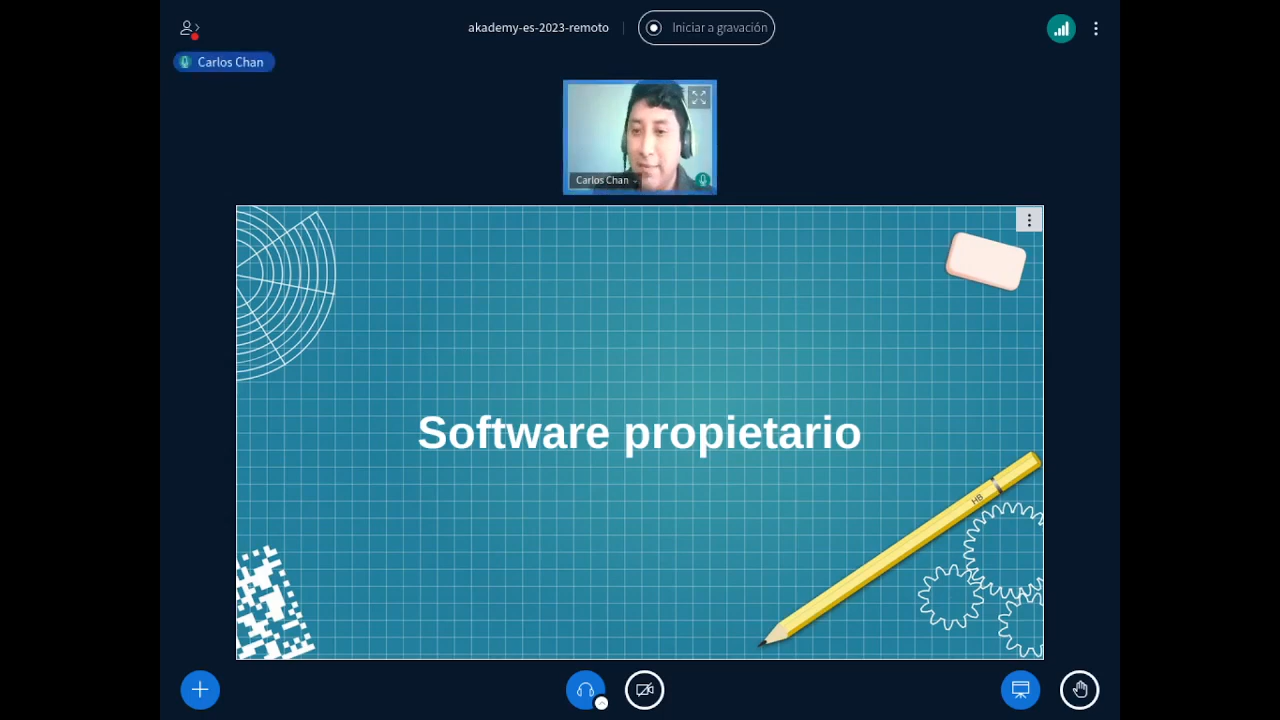 akademy-es-2023-remoto
Iniciar a gravación
Carlos Chan
Carlos Chan
Software propietario
HB